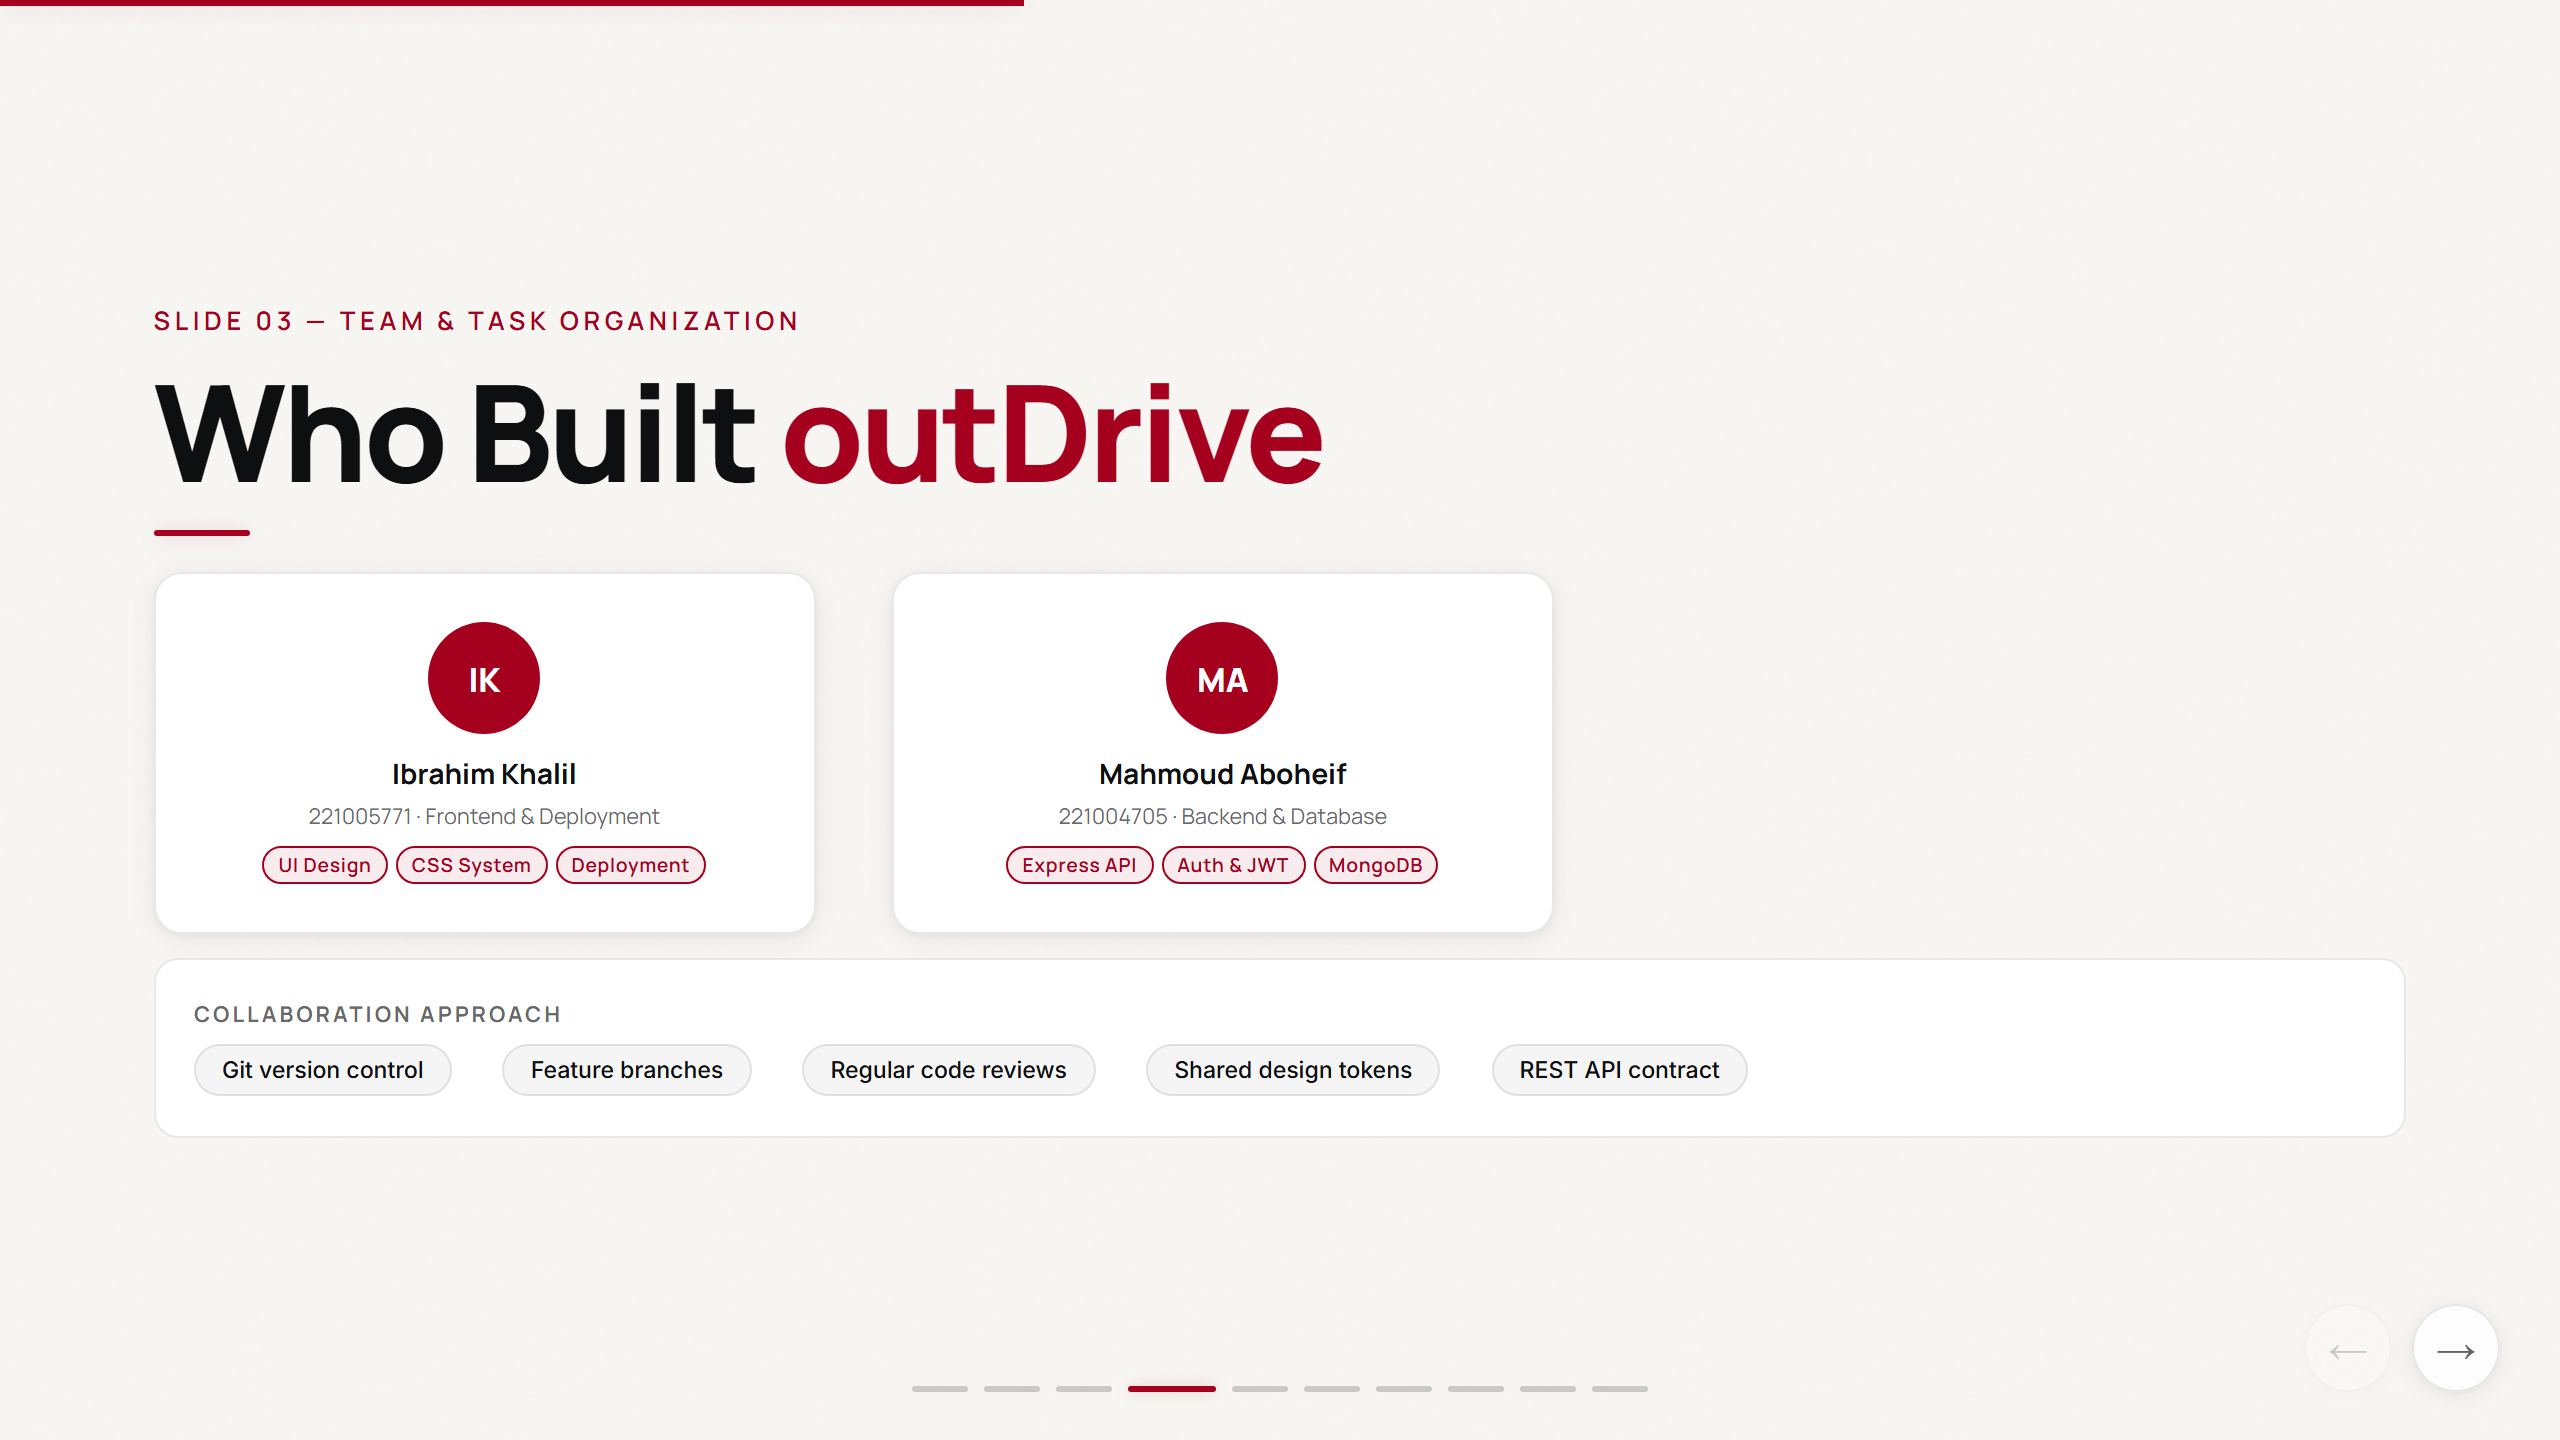 SLIDE 03 — TEAM & TASK ORGANIZATION
Who Built outDrive
IK
Ibrahim Khalil
221005771 · Frontend & Deployment
UI Design CSS System Deployment
MA
Mahmoud Aboheif
221004705 · Backend & Database
Express API Auth & JWT MongoDB
COLLABORATION APPROACH
Git version control Feature branches Regular code reviews Shared design tokens REST API contract
← →